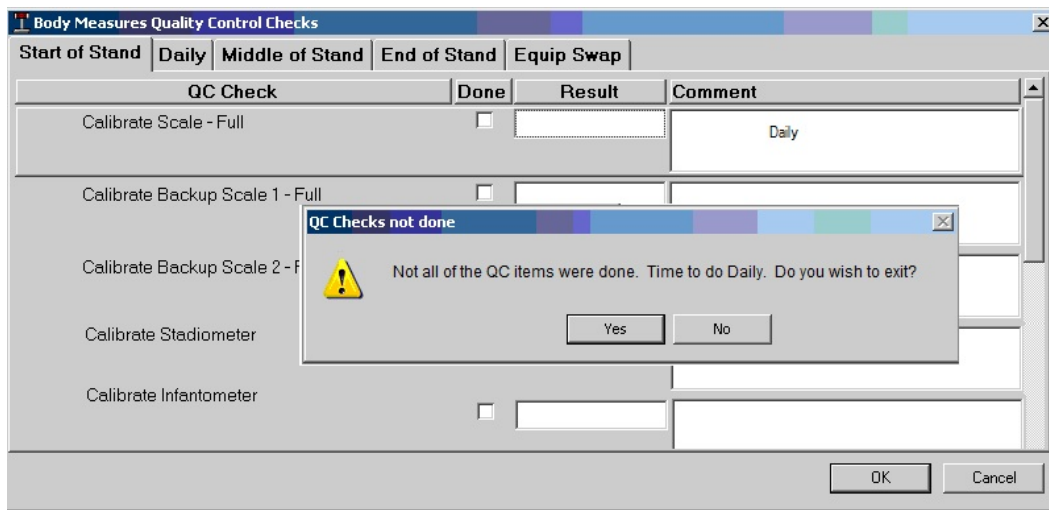 Body Measures Quality Control Checks
Start of Stand Daily Middle of Stand End of Stand Equip Swap
QC Check Done Result Comment
Calibrate Scale - Full
Daily
Calibrate Backup Scale 1 - Full
QC Checks not done
Calibrate Backup Scale 2 - F
Not all of the QC items were done. Time to do Daily. Do you wish to exit?
Yes No
Calibrate Stadiometer
Calibrate Infantometer
OK Cancel